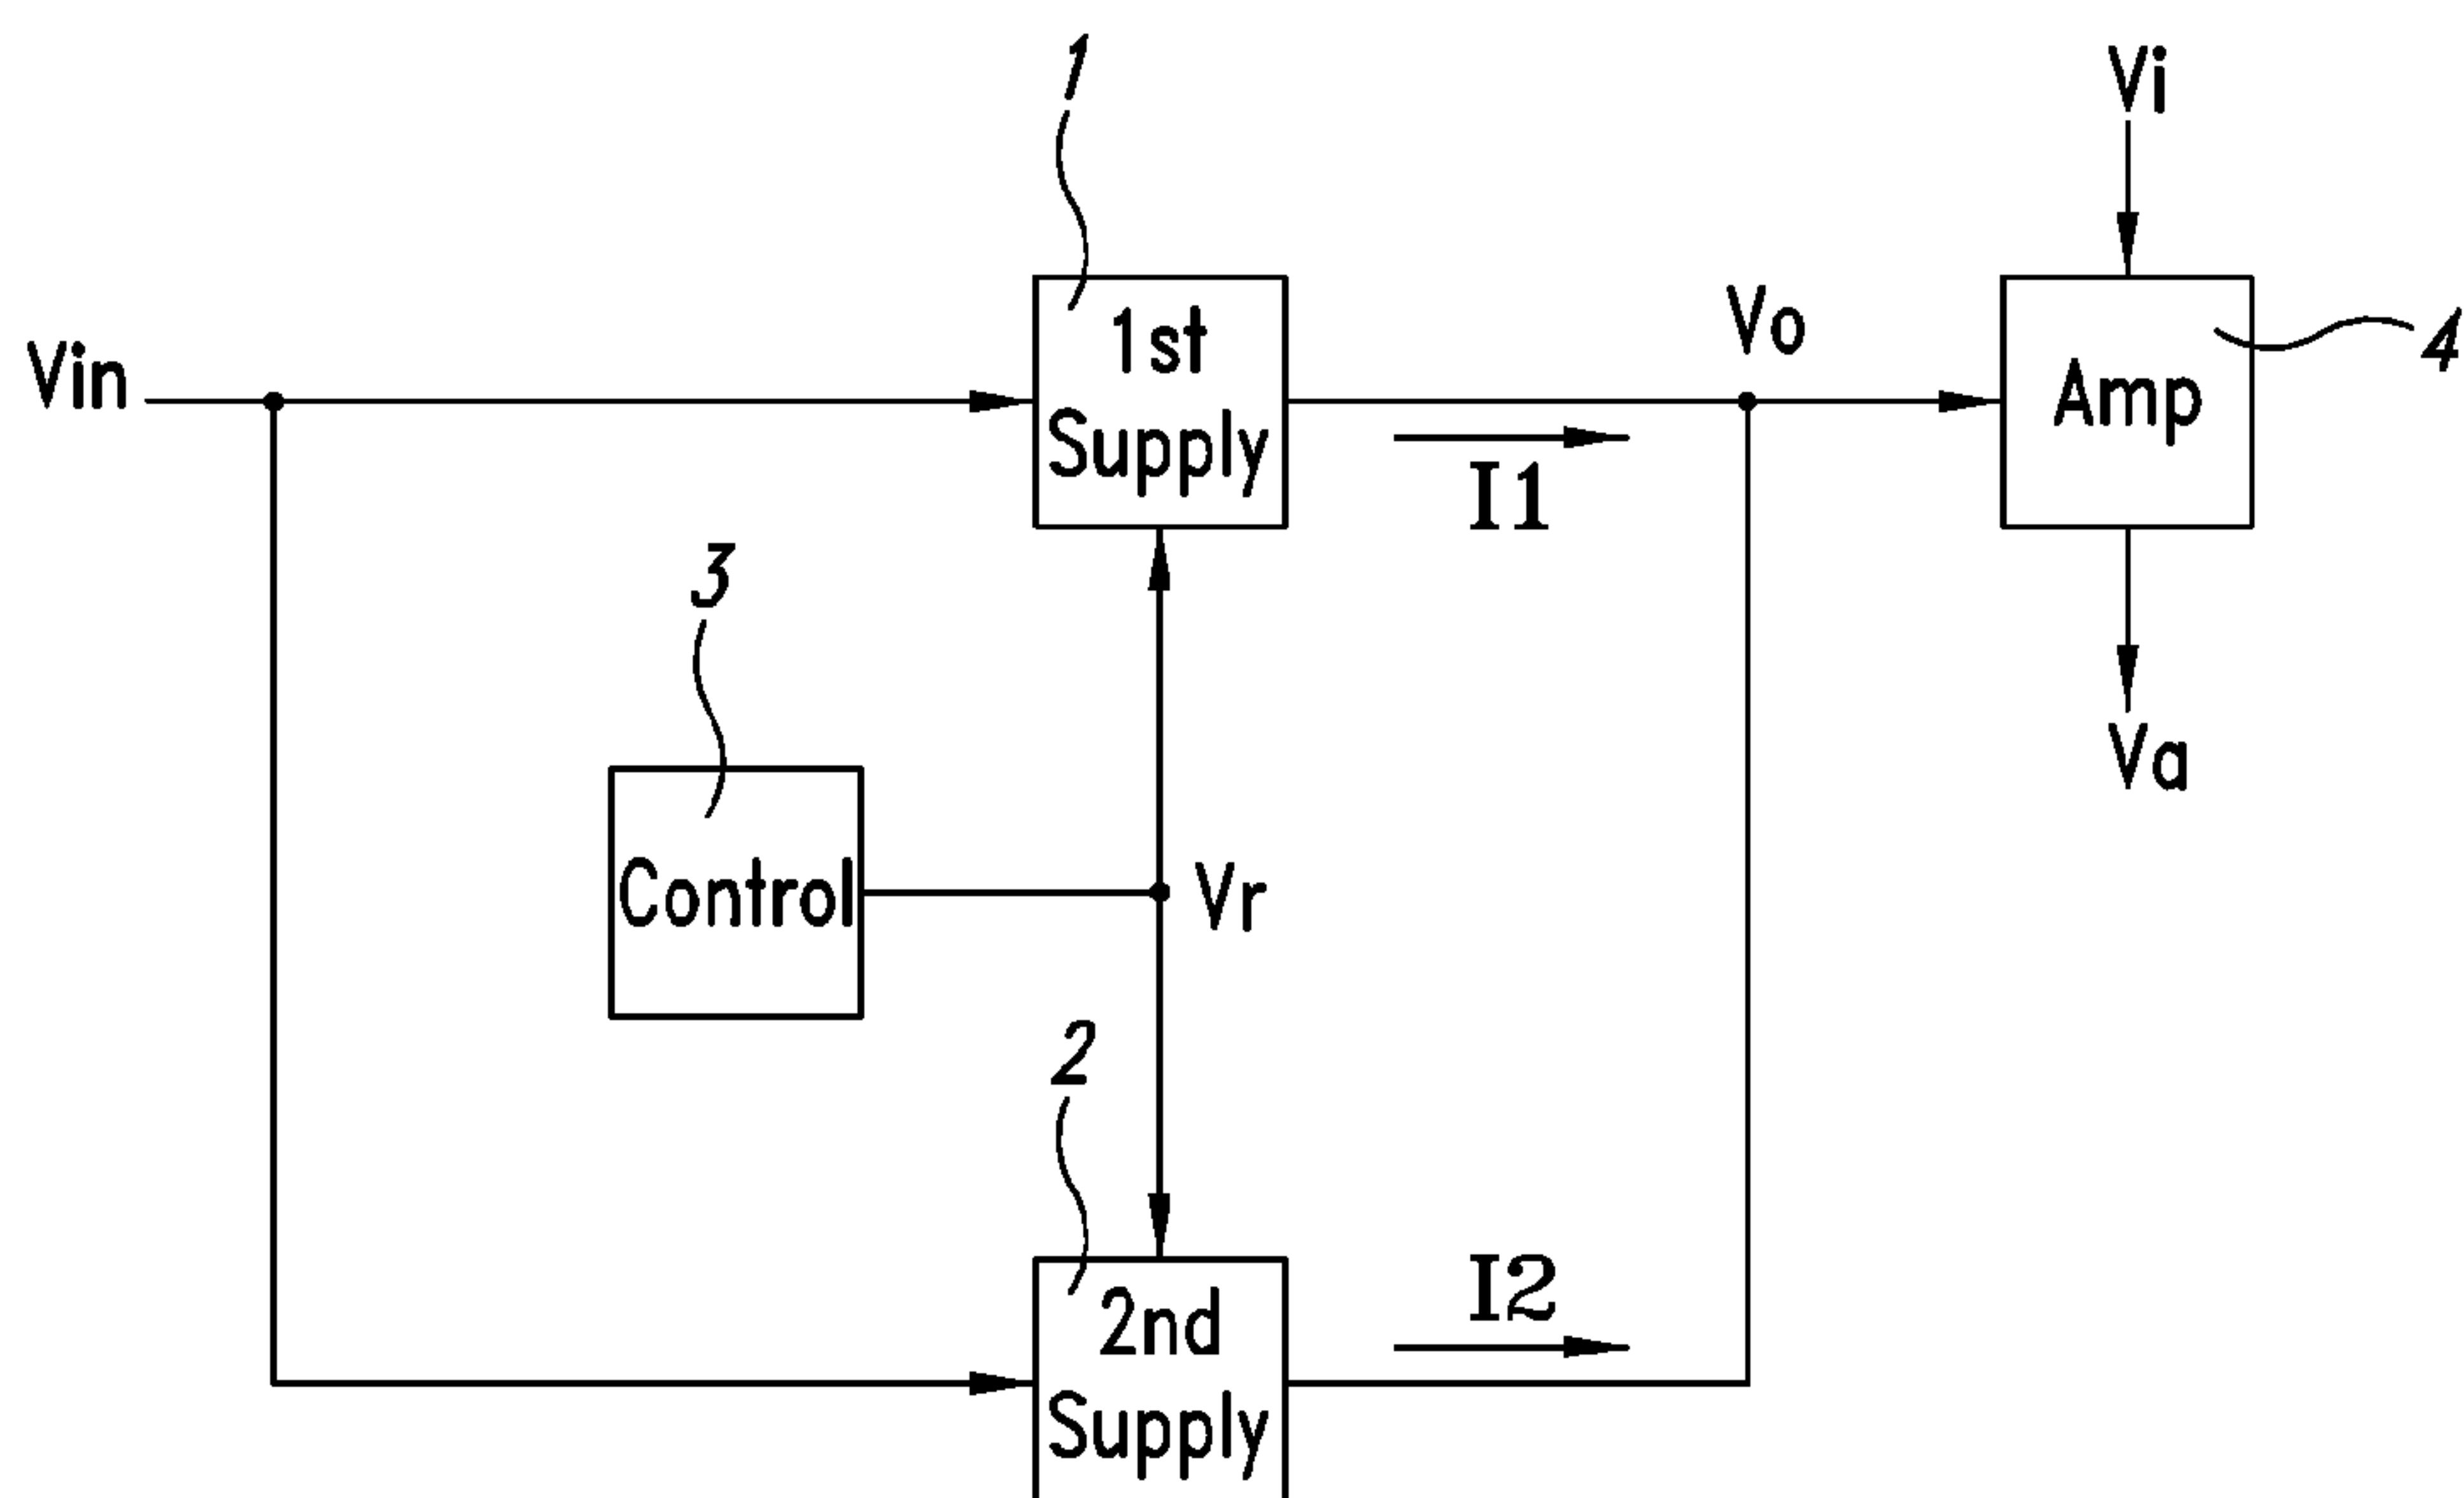 1
Vi
1st
Supply
Vo
4
Vin
Amp
I1
3
Va
Control
Vr
2
I2
2nd
Supply